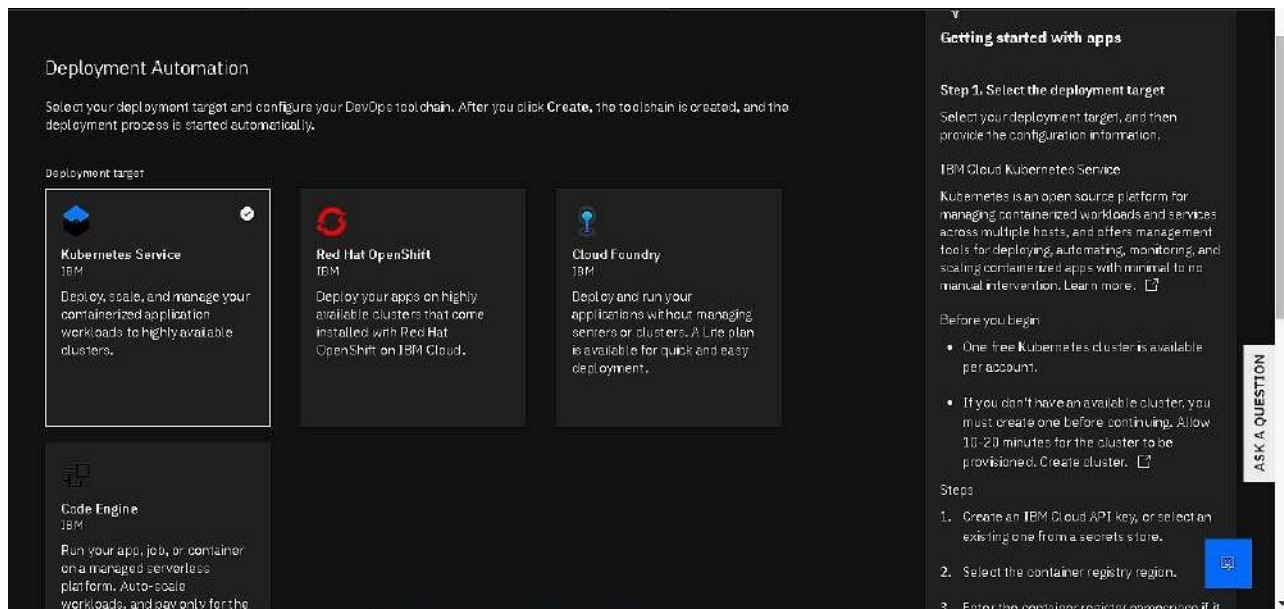 Deployment Automation
Select your deployment target and configure your DevOps toolchain. After you click Create, the toolchain is created, and the
deployment process is started automatically.
Deployment target
Kubernetes Service
IBM
Deploy, scale, and manage your
containerized application
workloads to highly available
clusters.
Red Hat OpenShift
IBM
Deploy your apps on highly
available clusters that come
installed with Red Hat
OpenShift on IBM Cloud.
Cloud Foundry
IBM
Deploy and run your
applications without managing
servers or clusters. A Lite plan
is available for quick and easy
deployment.
Code Engine
IBM
Run your app, job, or container
on a managed serverless
platform. Auto-scale
workloads, and pay only for the
Getting started with apps
Step 1. Select the deployment target
Select your deployment target, and then
provide the configuration information.
IBM Cloud Kubernetes Service
Kubernetes is an open source platform for
managing containerized workloads and services
across multiple hosts, and offers management
tools for deploying, automating, monitoring, and
scaling containerized apps with minimal to no
manual intervention. Learn more.
Before you begin
• One free Kubernetes cluster is available
per account.
• If you don't have an available cluster, you
must create one before continuing. Allow
10-20 minutes for the cluster to be
provisioned. Create cluster.
Steps
1. Create an IBM Cloud API key, or select an
existing one from a secrets store.
2. Select the container registry region.
3. Enter the container registry namespace if it
ASK A QUESTION